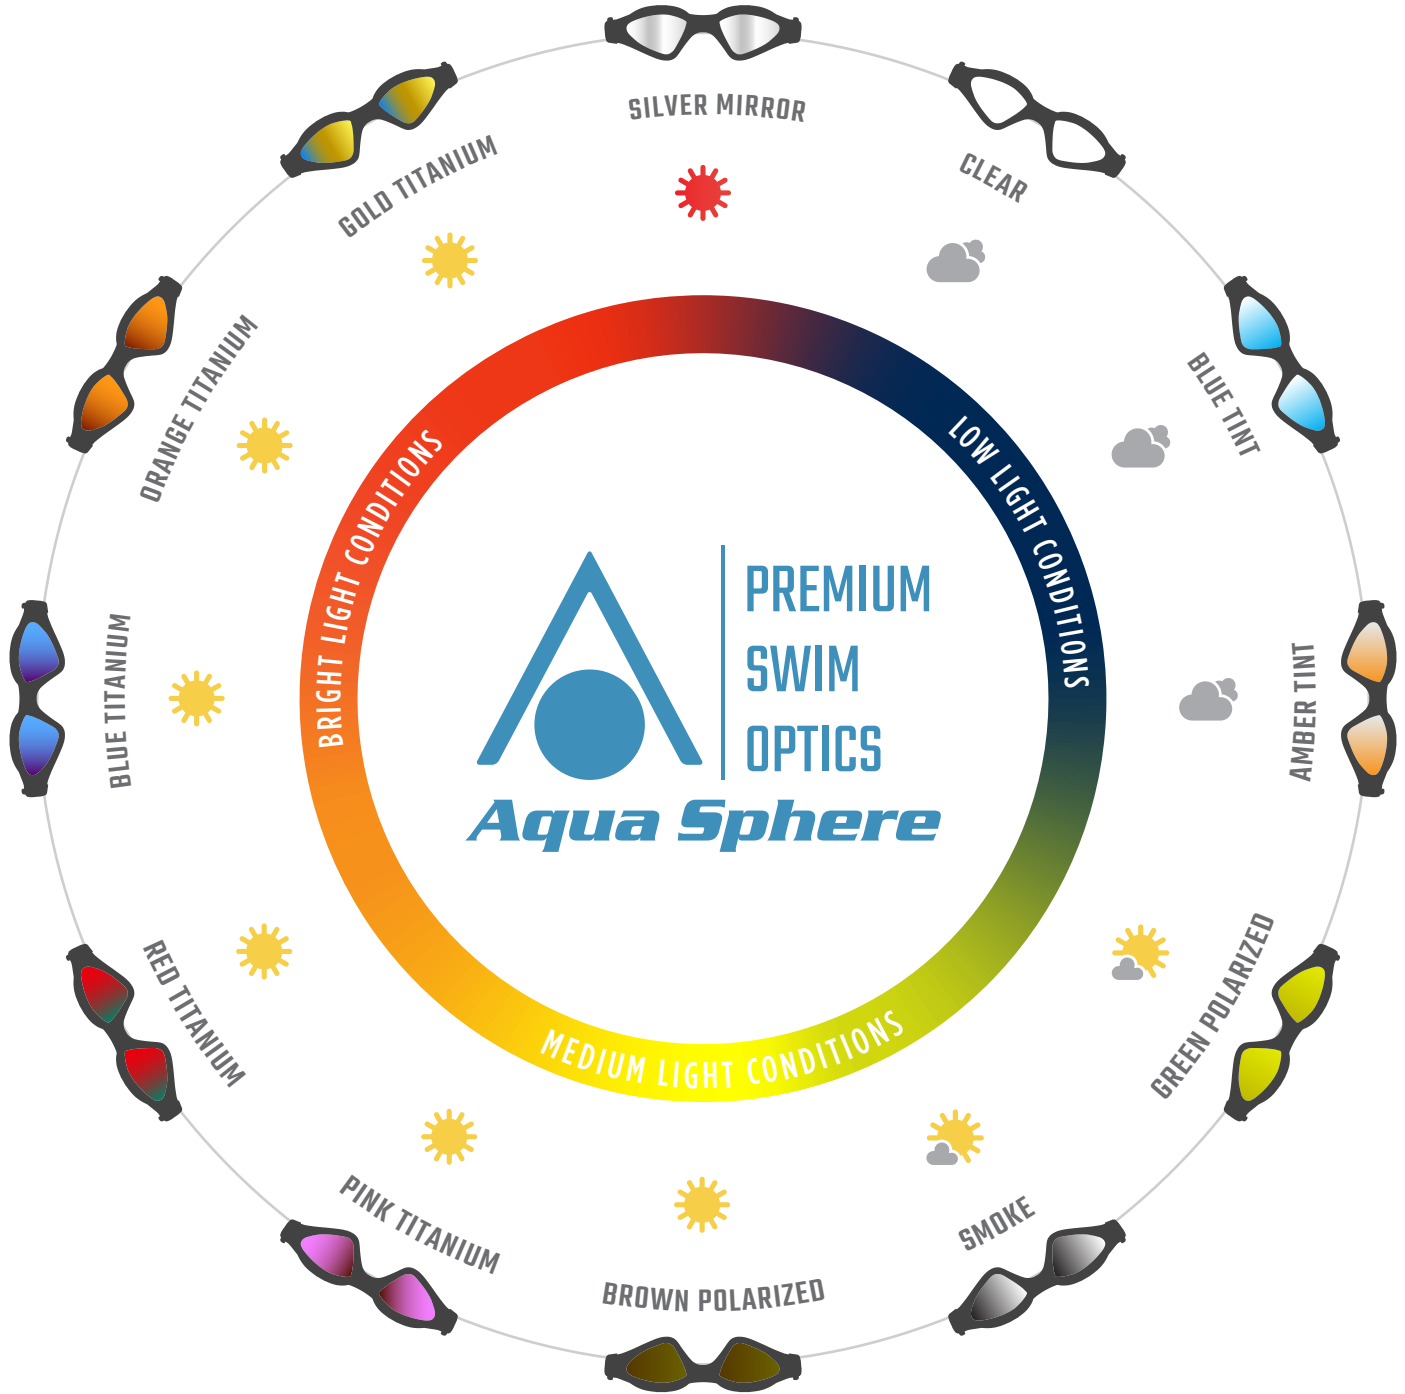 SILVER MIRROR
CLEAR
BLUE TINT
AMBER TINT
GREEN POLARIZED
SMOKE
BROWN POLARIZED
PINK TITANIUM
RED TITANIUM
BLUE TITANIUM
ORANGE TITANIUM
GOLD TITANIUM
LOW LIGHT CONDITIONS
MEDIUM LIGHT CONDITIONS
BRIGHT LIGHT CONDITIONS
PREMIUM
SWIM
OPTICS
Aqua Sphere